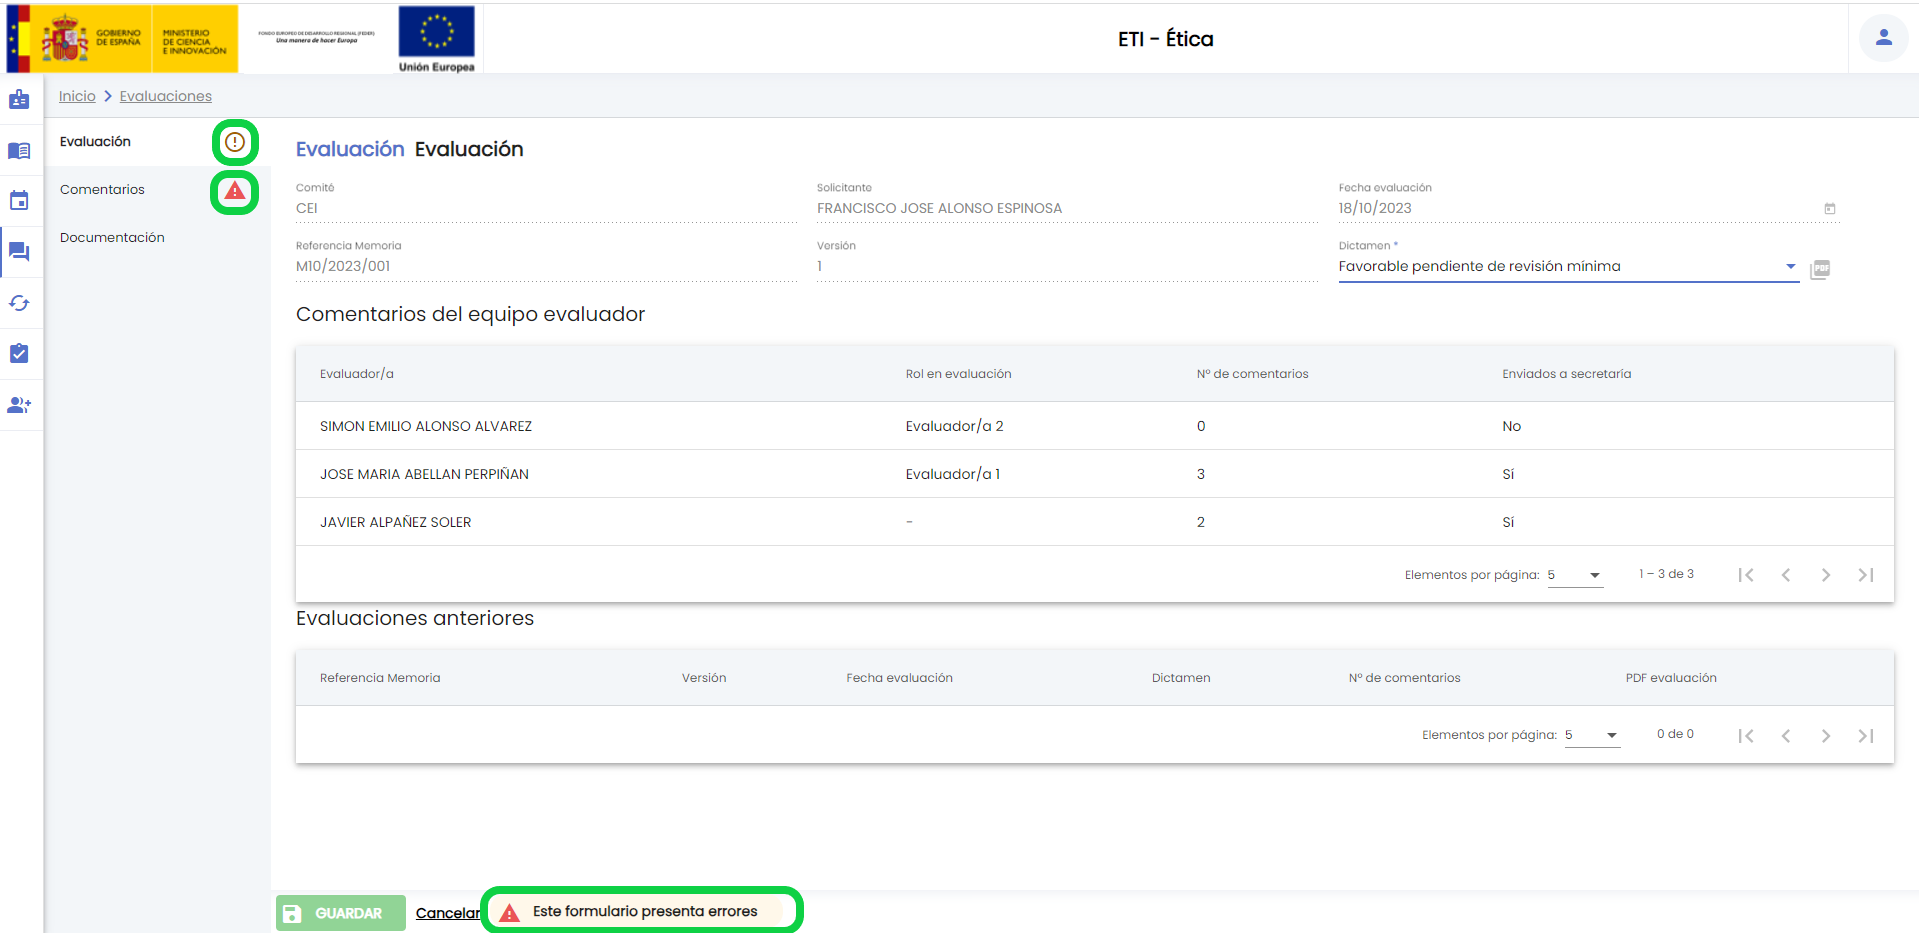 GOBIERNO
DE ESPAÑA
MINISTERIO
DE CIENCIA
E INNOVACIÓN
FONDO EUROPEO DE DESARROLLO REGIONAL (FEDER)
Una manera de hacer Europa
Unión Europea
ETI - Ética
Inicio
Evaluaciones
Evaluación
Comentarios
Documentación
Evaluación Evaluación
Comité
CEI
Solicitante
FRANCISCO JOSE ALONSO ESPINOSA
Fecha evaluación
18/10/2023
Referencia Memoria
M10/2023/001
Versión
1
Dictamen *
Favorable pendiente de revisión mínima
PDF
Comentarios del equipo evaluador
Evaluador/a Rol en evaluación Nº de comentarios Enviados a secretaría
SIMON EMILIO ALONSO ALVAREZ Evaluador/a 2 0 No
JOSE MARIA ABELLAN PERPIÑAN Evaluador/a 1 3 Sí
JAVIER ALPAÑEZ SOLER - 2 Sí
Elementos por página: 5 1 – 3 de 3
Evaluaciones anteriores
Referencia Memoria Versión Fecha evaluación Dictamen Nº de comentarios PDF evaluación
Elementos por página: 5 0 de 0
GUARDAR Cancelar Este formulario presenta errores